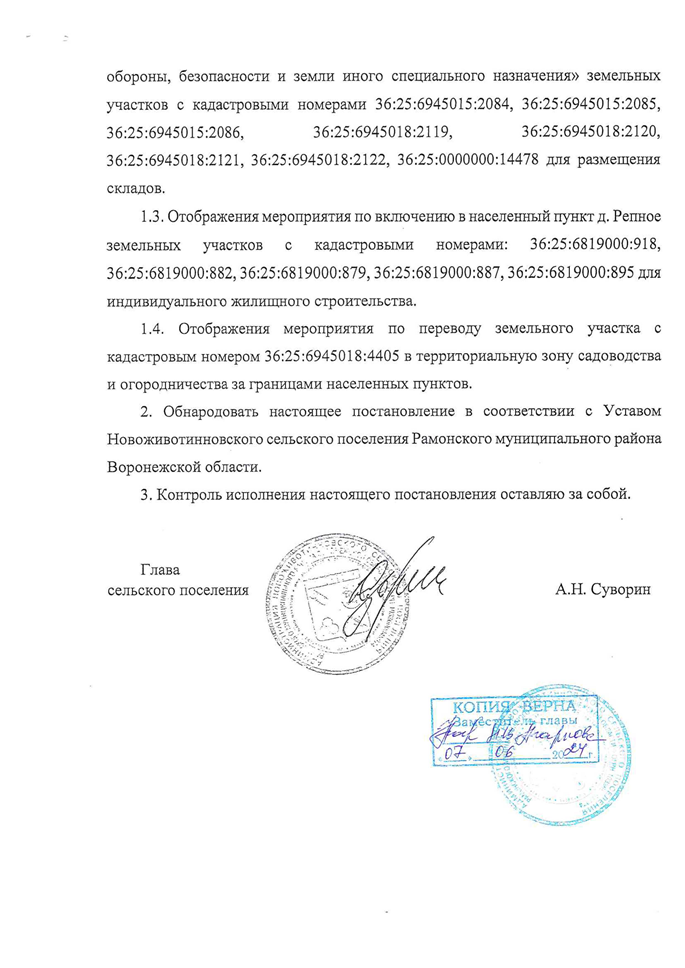 обороны, безопасности и земли иного специального назначения» земельных
участков с кадастровыми номерами 36:25:6945015:2084, 36:25:6945015:2085,
36:25:6945015:2086, 36:25:6945018:2119, 36:25:6945018:2120,
36:25:6945018:2121, 36:25:6945018:2122, 36:25:0000000:14478 для размещения
складов.
1.3. Отображения мероприятия по включению в населенный пункт д. Репное
земельных участков с кадастровыми номерами: 36:25:6819000:918,
36:25:6819000:882, 36:25:6819000:879, 36:25:6819000:887, 36:25:6819000:895 для
индивидуального жилищного строительства.
1.4. Отображения мероприятия по переводу земельного участка с
кадастровым номером 36:25:6945018:4405 в территориальную зону садоводства
и огородничества за границами населенных пунктов.
2. Обнародовать настоящее постановление в соответствии с Уставом
Новоживотинновского сельского поселения Рамонского муниципального района
Воронежской области.
3. Контроль исполнения настоящего постановления оставляю за собой.
Глава
сельского поселения А.Н. Суворин
КОПИЯ ВЕРНА
Заместитель главы
"07" 06 2024 г.